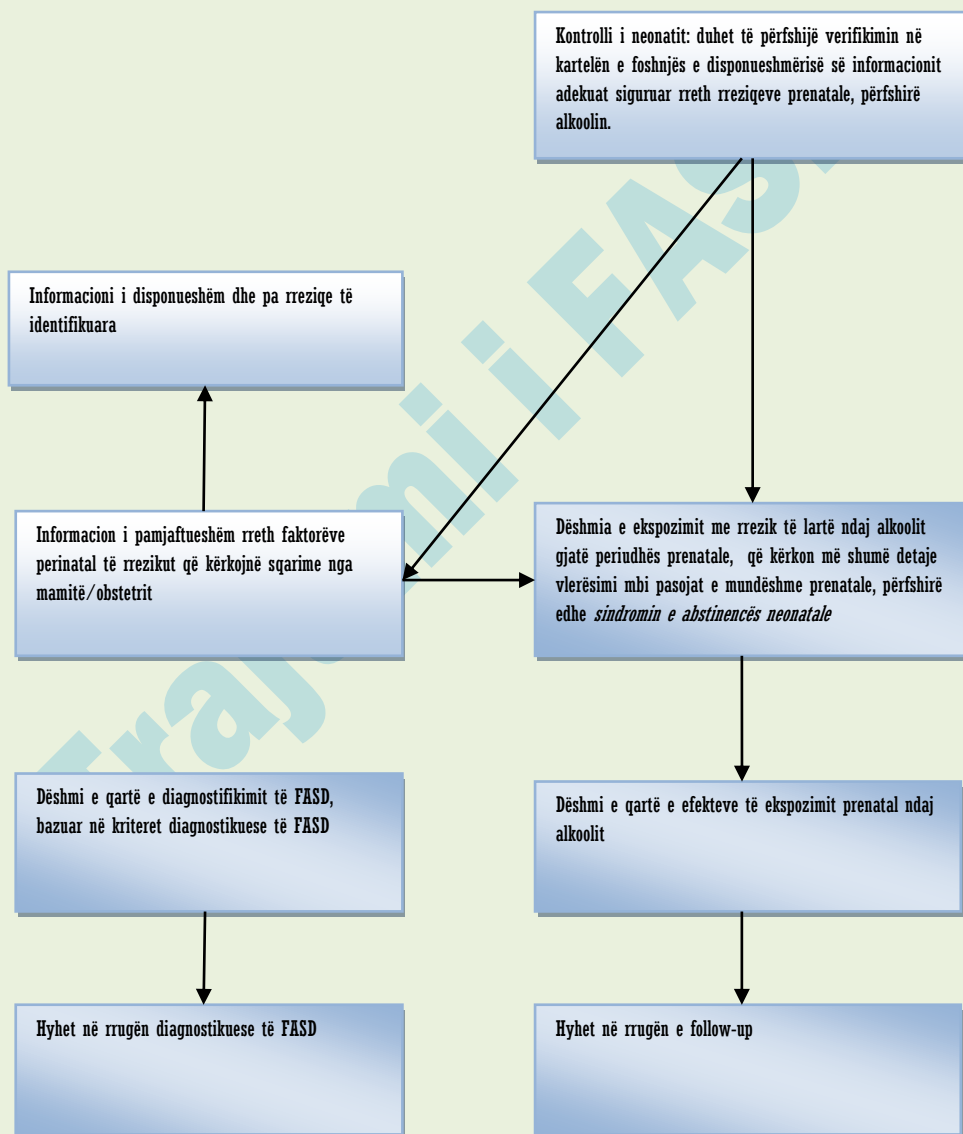 Kontrolli i neonatit: duhet të përfshijë verifikimin në
kartelën e foshnjës e disponueshmërisë së informacionit
adekuat siguruar rreth rreziqeve prenatale, përfshirë
alkoolin.
Informacioni i disponueshëm dhe pa rreziqe të
identifikuara
Informacion i pamjaftueshëm rreth faktorëve
perinatal të rrezikut që kërkojnë sqarime nga
mamitë/obstetrit
Dëshmia e ekspozimit me rrezik të lartë ndaj alkoolit
gjatë periudhës prenatale, që kërkon më shumë detaje
vlerësimi mbi pasojat e mundëshme prenatale, përfshirë
edhe sindromin e abstinencës neonatale
Dëshmi e qartë e diagnostifikimit të FASD,
bazuar në kriteret diagnostikuese të FASD
Dëshmi e qartë e efekteve të ekspozimit prenatal ndaj
alkoolit
Hyhet në rrugën diagnostikuese të FASD
Hyhet në rrugën e follow-up